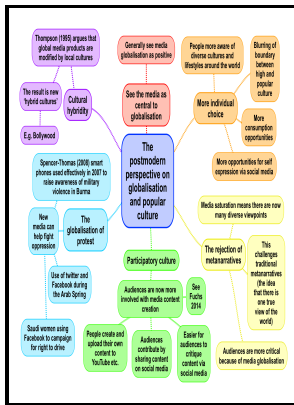 Thompson (1995) argues that
global media products are
modified by local cultures
The result is new
'hybrid cultures'
E.g. Bollywood
Cultural
hybridity
Generally see media
globalisation as positive
See the media as
central to
globalisation
People more aware of
diverse cultures and
lifestyles around the world
Blurring of
boundary
between
high and
popular
culture
More individual
choice
More
consumption
opportunities
More opportunities for self
expression via social media
The
postmodern
perspective on
globalisation
and popular
culture
Spencer-Thomas (2008) smart
phones used effectively in 2007 to
raise awareness of military
violence in Burma
New
media can
help fight
oppression
The
globalisation of
protest
Use of twitter and
Facebook during
the Arab Spring
Saudi women using
Facebook to campaign
for right to drive
Participatory culture
Audiences are now more
involved with media content
creation
See
Fuchs
2014
People create and
upload their own
content to
YouTube etc.
Audiences
contribute by
sharing content
on social media
Easier for
audiences to
critique
content via
social media
Media saturation means there are now
many diverse viewpoints
The rejection of
metanarratives
This
challenges
traditional
metanarratives
(the idea
that there is
one true
view of the
world)
Audiences are more critical
because of media globalisation